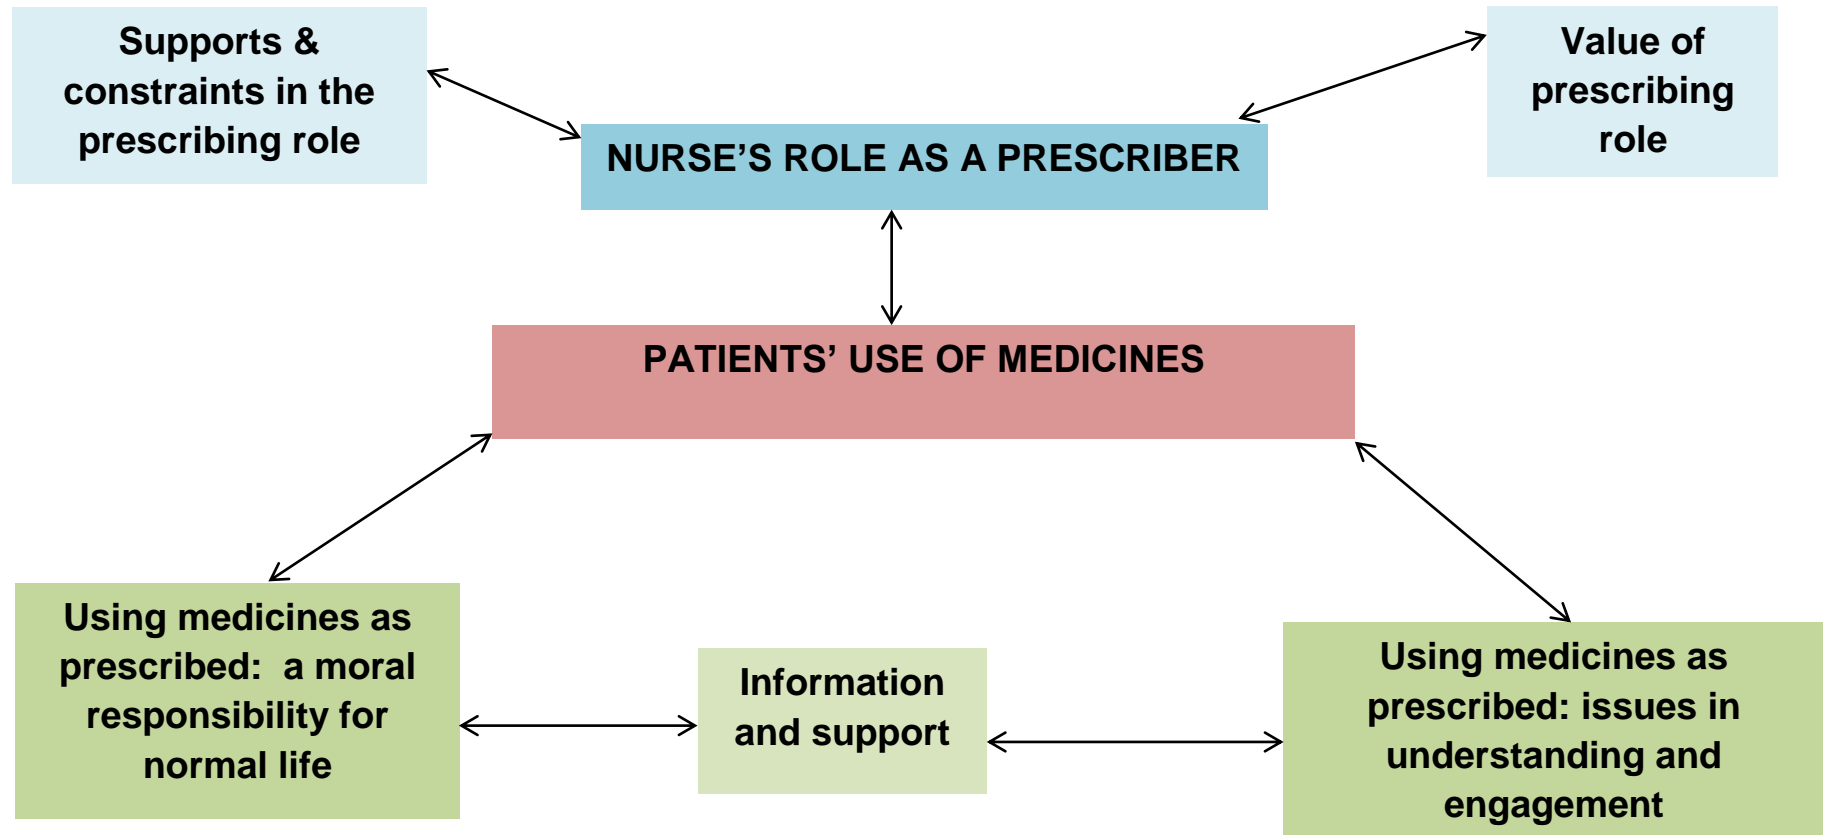 Supports &
constraints in the
prescribing role
Value of
prescribing
role
NURSE’S ROLE AS A PRESCRIBER
PATIENTS’ USE OF MEDICINES
Using medicines as
prescribed:  a moral
responsibility for
normal life
Information
and support
Using medicines as
prescribed: issues in
understanding and
engagement